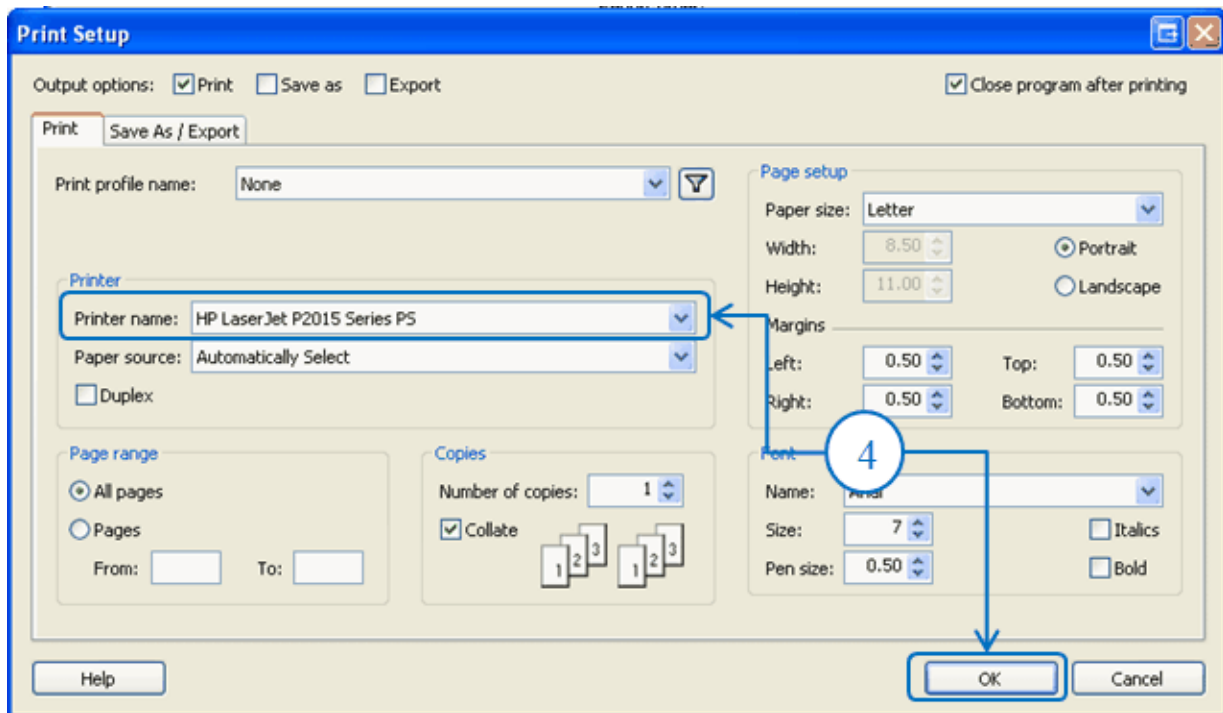 Print Setup
Output options: Print Save as Export Close program after printing
Print Save As / Export
Print profile name: None
Page setup
Paper size: Letter
Width: 8.50 Portrait
Height: 11.00 Landscape
Margins
Left: 0.50 Top: 0.50
Right: 0.50 Bottom: 0.50
Printer
Printer name: HP LaserJet P2015 Series PS
Paper source: Automatically Select
Duplex
Page range
All pages
Pages
From: To:
Copies
Number of copies: 1
Collate
1 2 3 1 2 3
4
Font
Name: Arial
Size: 7 Italics
Pen size: 0.50 Bold
Help OK Cancel